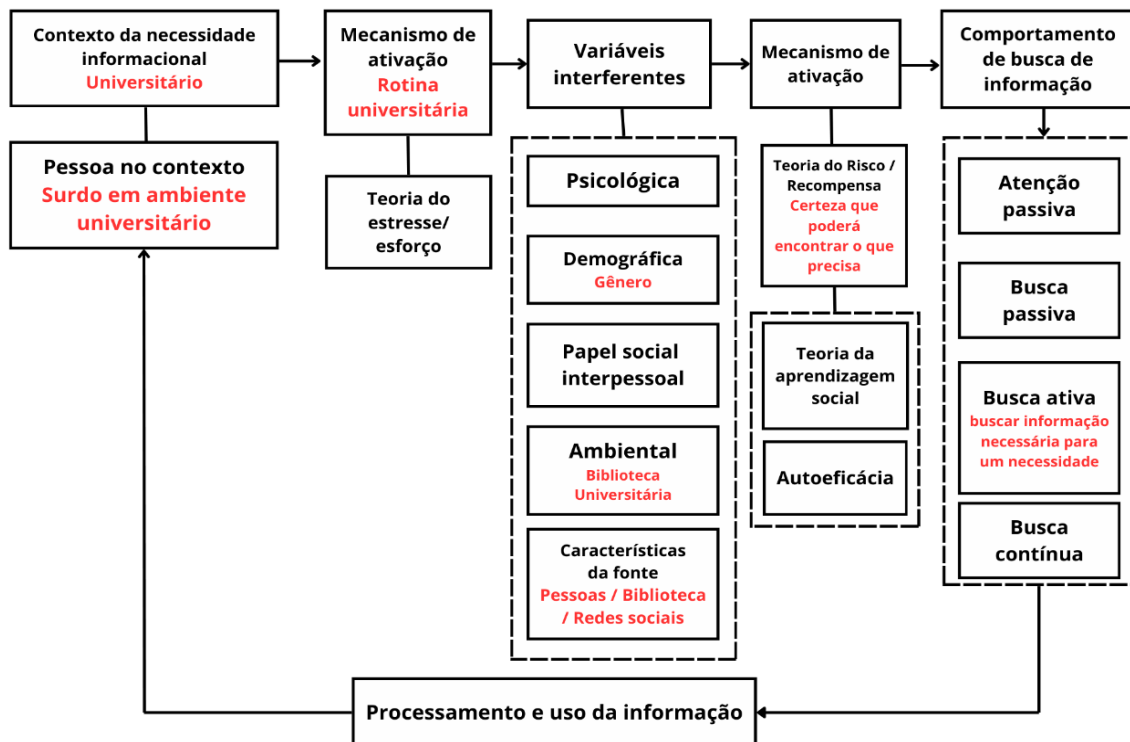 Contexto da necessidade
informacional
Universitário
Pessoa no contexto
Surdo em ambiente
universitário
Mecanismo de
ativação
Rotina
universitária
Teoria do
estresse/
esforço
Variáveis
interferentes
Psicológica
Demográfica
Gênero
Papel social
interpessoal
Ambiental
Biblioteca
Universitária
Características
da fonte
Pessoas / Biblioteca
/ Redes sociais
Mecanismo de
ativação
Teoria do Risco /
Recompensa
Certeza que
poderá
encontrar o que
precisa
Teoria da
aprendizagem
social
Autoeficácia
Comportamento
de busca de
informação
Atenção
passiva
Busca
passiva
Busca ativa
buscar informação
necessária para
um necessidade
Busca
contínua
Processamento e uso da informação